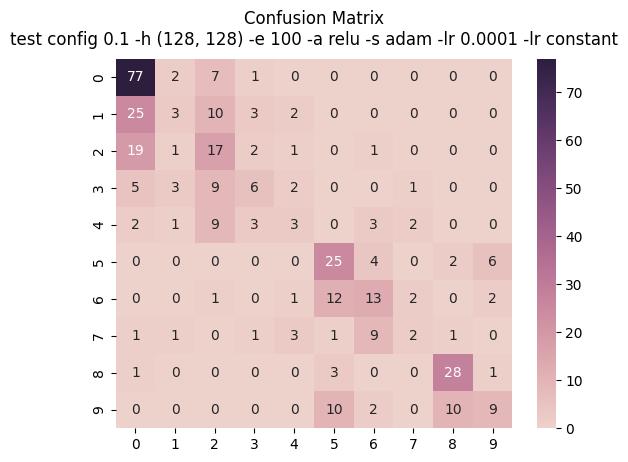 Confusion Matrix
test config 0.1 -h (128, 128) -e 100 -a relu -s adam -lr 0.0001 -lr constant
0 77 2 7 1 0 0 0 0 0 0
1 25 3 10 3 2 0 0 0 0 0
2 19 1 17 2 1 0 1 0 0 0
3 5 3 9 6 2 0 0 1 0 0
4 2 1 9 3 3 0 3 2 0 0
5 0 0 0 0 0 25 4 0 2 6
6 0 0 1 0 1 12 13 2 0 2
7 1 1 0 1 3 1 9 2 1 0
8 1 0 0 0 0 3 0 0 28 1
9 0 0 0 0 0 10 2 0 10 9
0 1 2 3 4 5 6 7 8 9
70
60
50
40
30
20
10
0